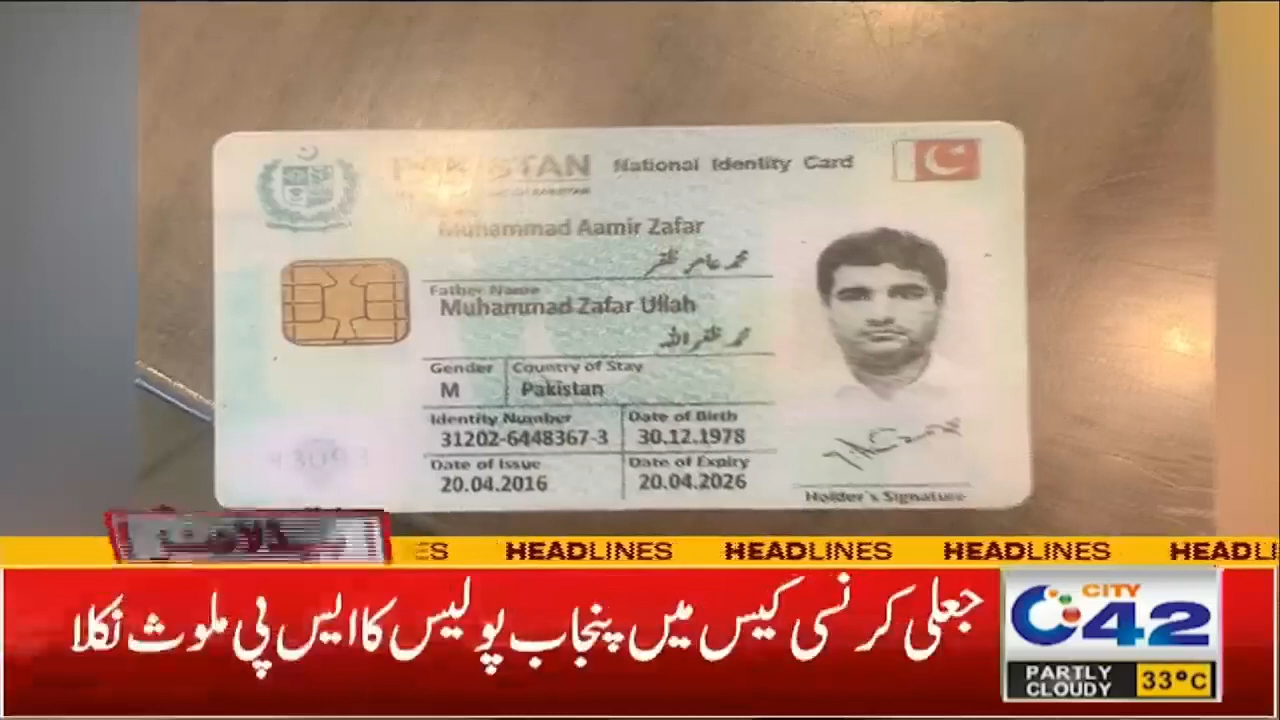 PAKISTAN National Identity Card
Muhammad Aamir Zafar
محمد عامر ظفر
Father Name
Muhammad Zafar Ullah
محمد ظفر اللہ
Gender Country of Stay
M Pakistan
Identity Number Date of Birth
31202-6448367-3 30.12.1978
Date of Issue Date of Expiry
20.04.2016 20.04.2026
Holder's Signature
HEADLINES HEADLINES HEADLINES
جعلی کرنسی کیس میں پنجاب پولیس کا ایس پی ملوث نکلا
CITY
42
PARTLY CLOUDY 33°C